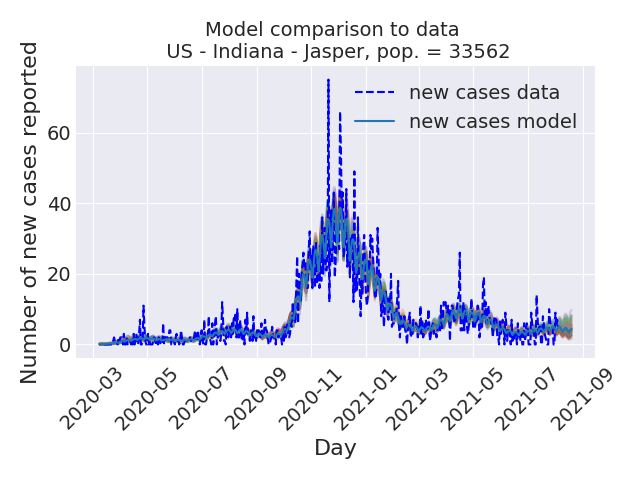 Model comparison to data
US - Indiana - Jasper, pop. = 33562
Number of new cases reported
60
40
20
0
new cases data
new cases model
2020-03
2020-05
2020-07
2020-09
2020-11
2021-01
2021-03
2021-05
2021-07
2021-09
Day